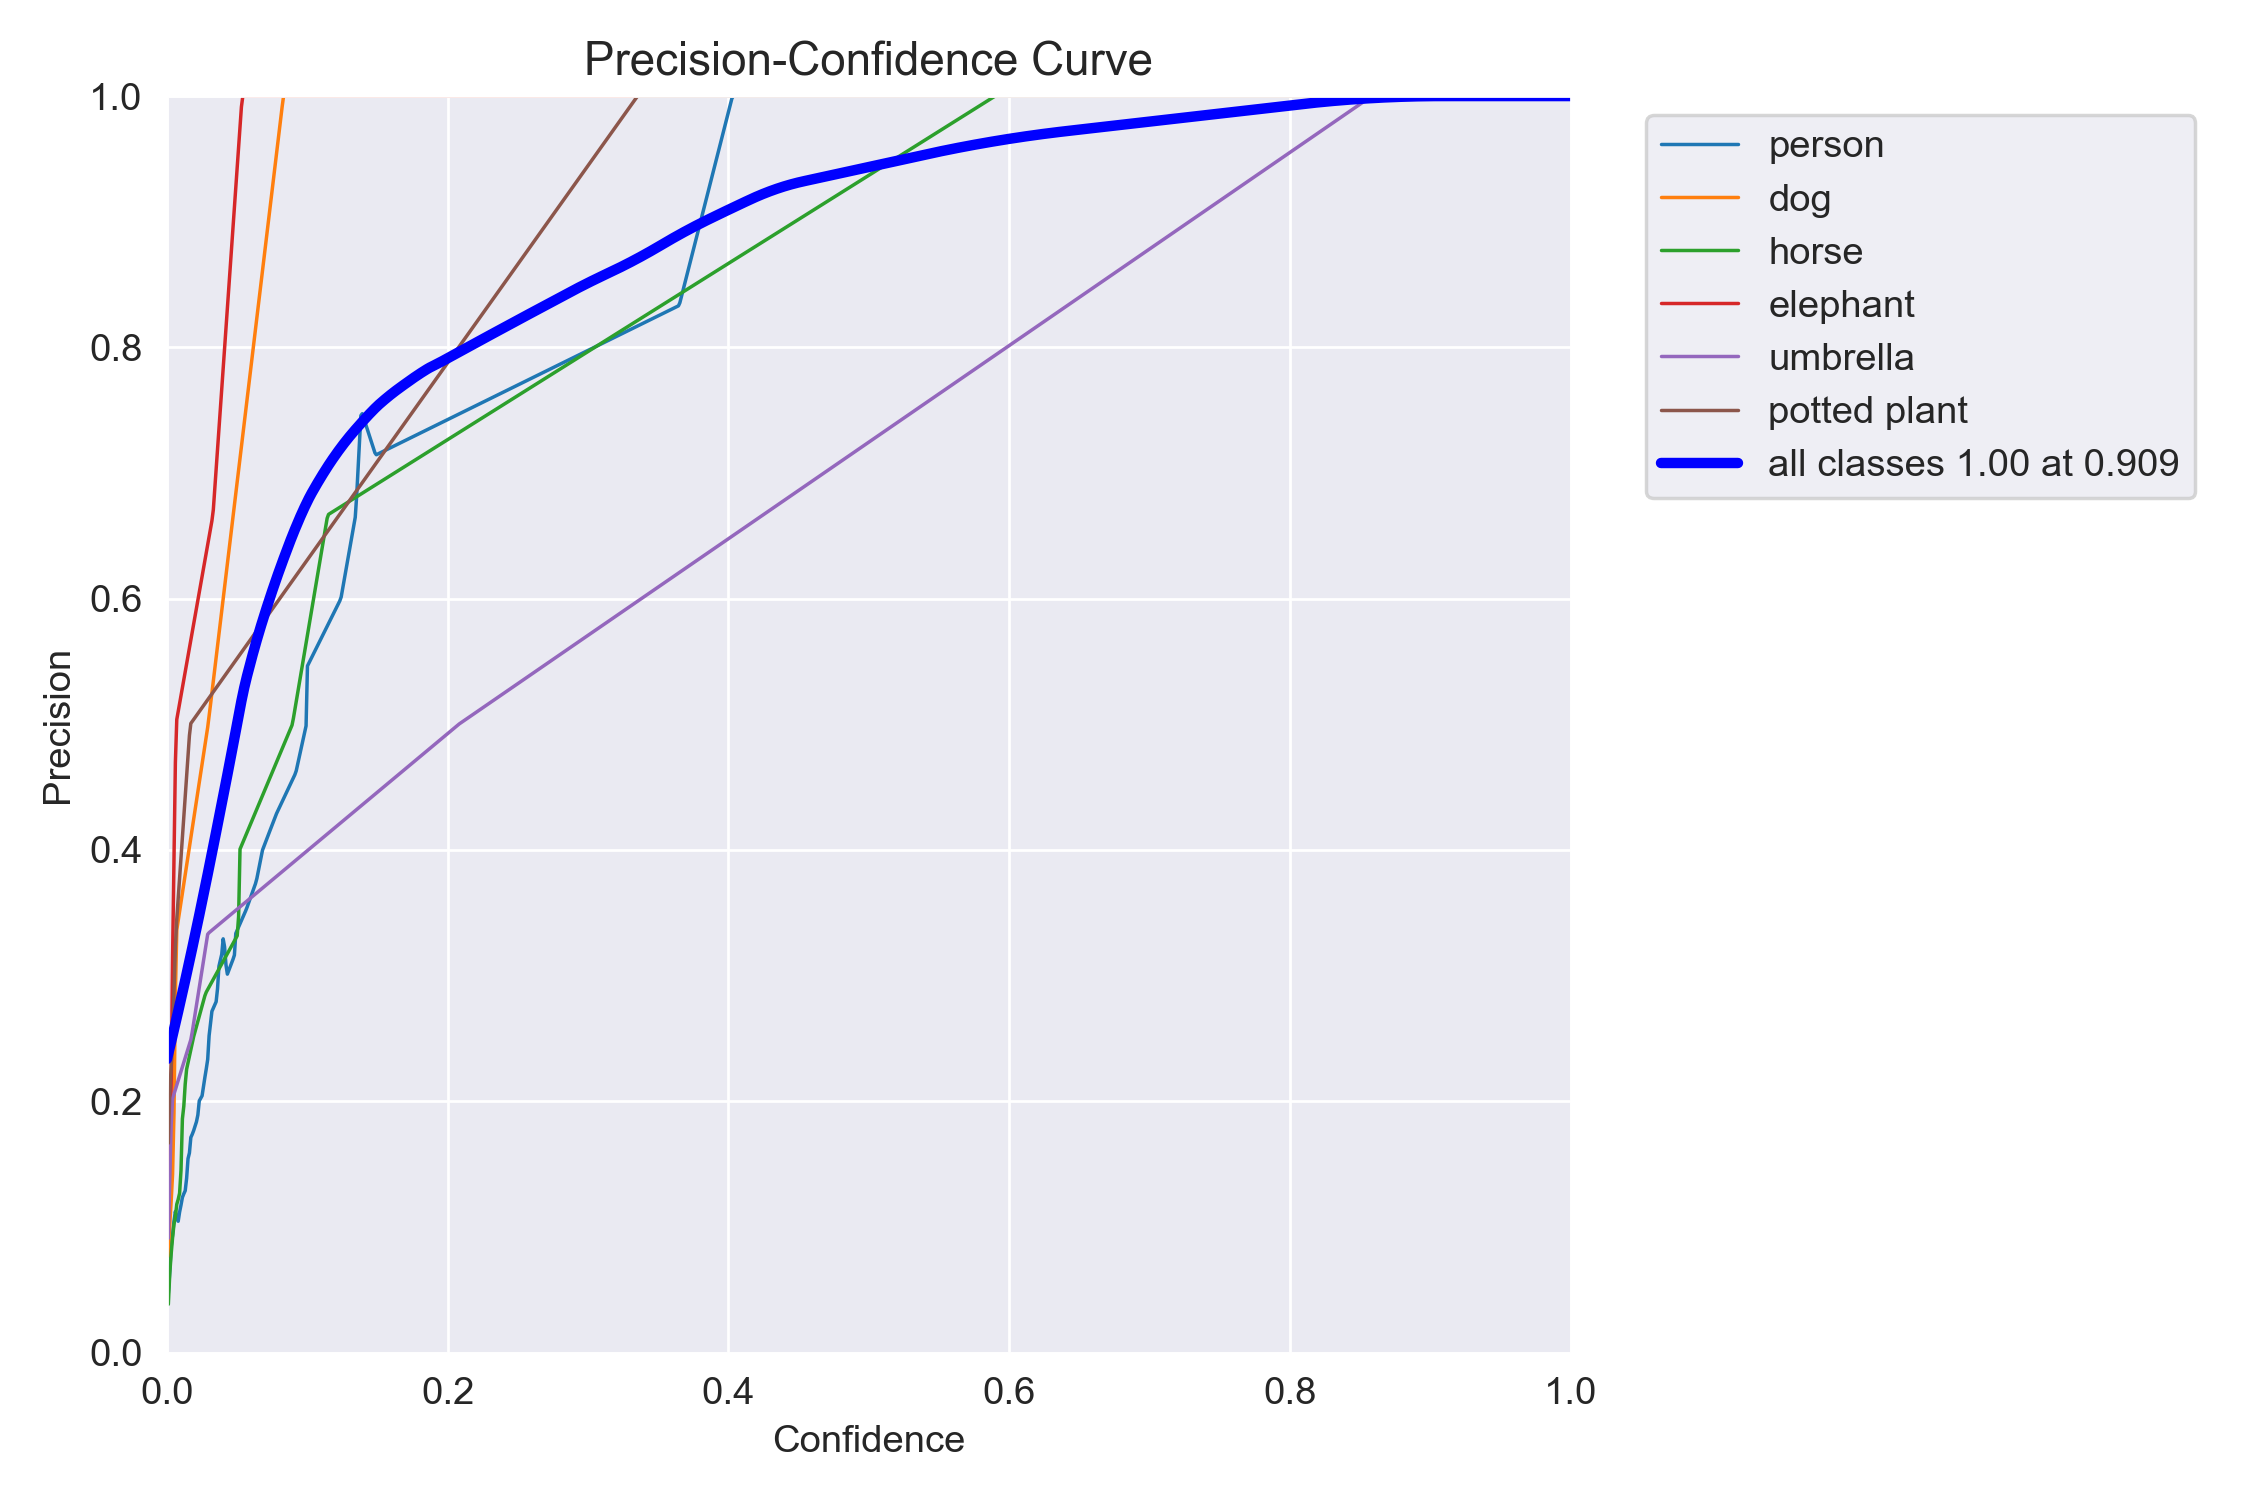 Precision-Confidence Curve
1.0
0.8
0.6
0.4
0.2
0.0
Precision
0.0 0.2 0.4 0.6 0.8 1.0
Confidence
person
dog
horse
elephant
umbrella
potted plant
all classes 1.00 at 0.909